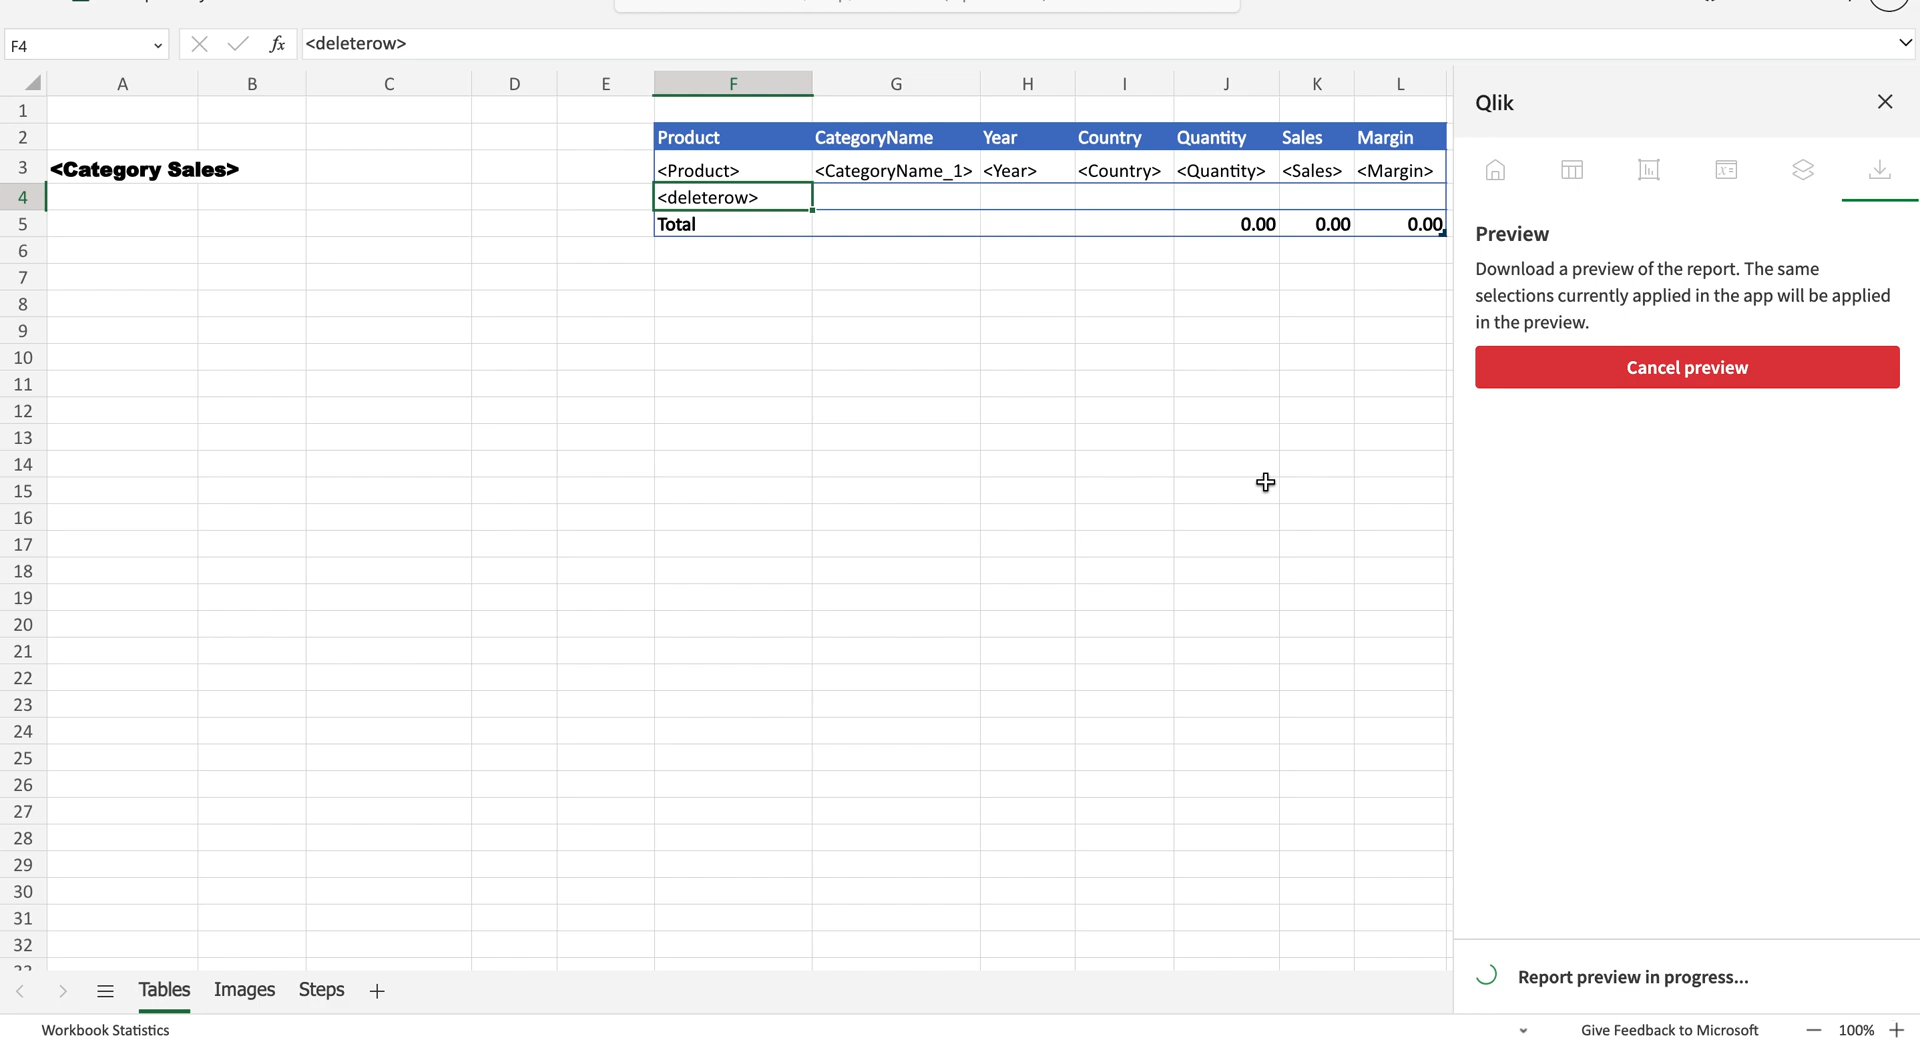 F4
fx
<deleterow>
A B C D E F G H I J K L
1
2 Product CategoryName Year Country Quantity Sales Margin
3 <Category Sales> <Product> <CategoryName_1> <Year> <Country> <Quantity> <Sales> <Margin>
4 <deleterow>
5 Total 0.00 0.00 0.00
6
7
8
9
10
11
12
13
14
15
16
17
18
19
20
21
22
23
24
25
26
27
28
29
30
31
32
Tables Images Steps
Workbook Statistics
Qlik
Preview
Download a preview of the report. The same
selections currently applied in the app will be applied
in the preview.
Cancel preview
Report preview in progress...
Give Feedback to Microsoft
100%